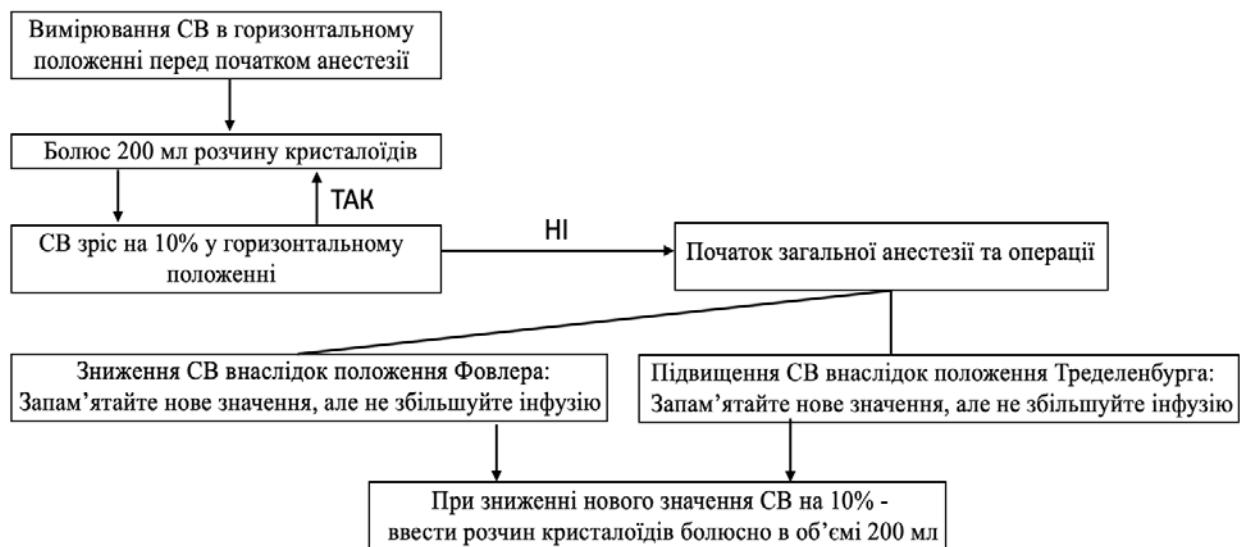 Вимірювання СВ в горизонтальному
положенні перед початком анестезії
Болюс 200 мл розчину кристалоїдів
ТАК
СВ зріс на 10% у горизонтальному
положенні
НІ
Початок загальної анестезії та операції
Зниження СВ внаслідок положення Фовлера:
Запам’ятайте нове значення, але не збільшуйте інфузію
Підвищення СВ внаслідок положення Тределенбурга:
Запам’ятайте нове значення, але не збільшуйте інфузію
При зниженні нового значення СВ на 10% -
ввести розчин кристалоїдів болюсно в об’ємі 200 мл